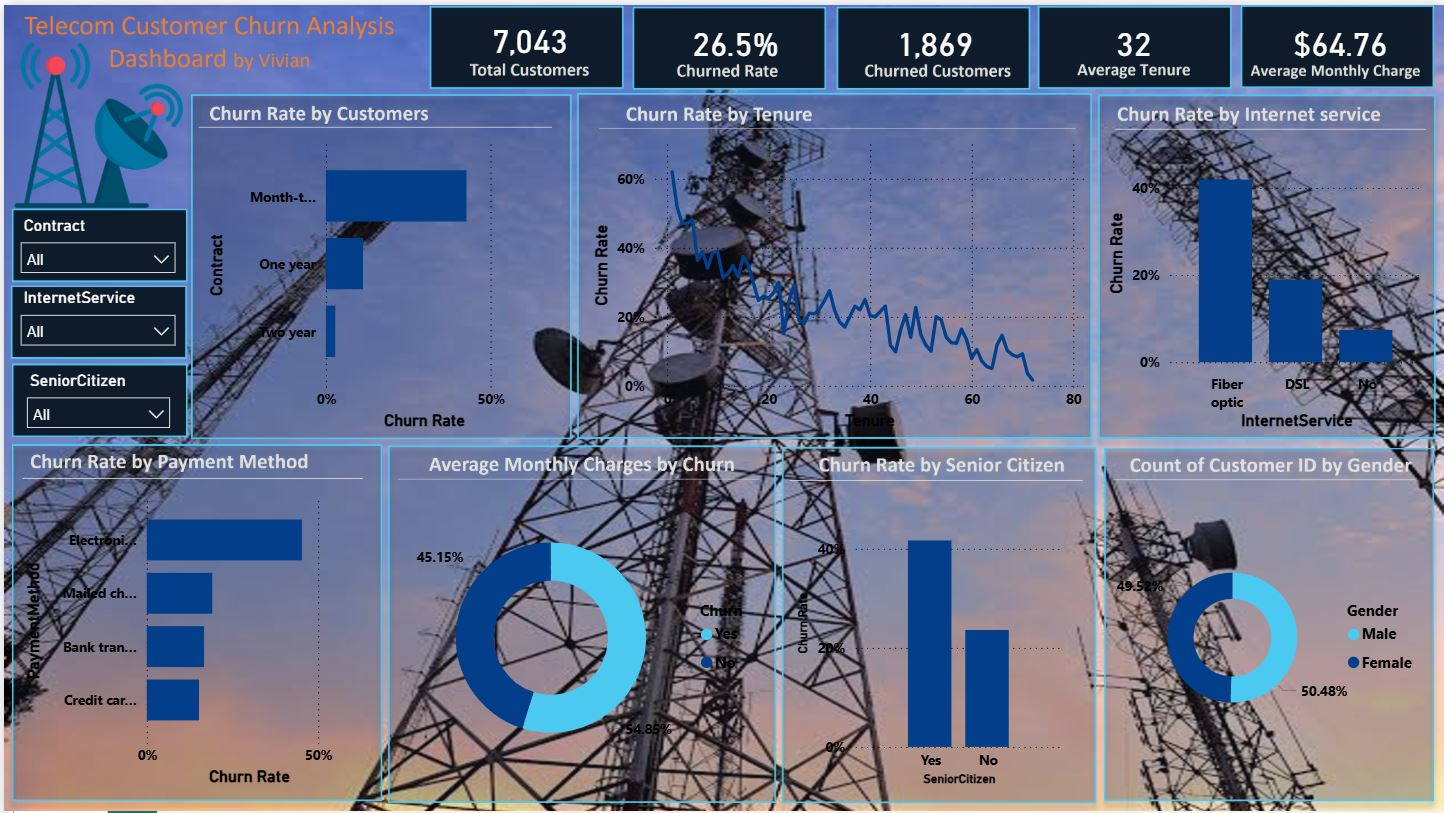 Telecom Customer Churn Analysis
Dashboard by Vivian
7,043
Total Customers
26.5%
Churned Rate
1,869
Churned Customers
32
Average Tenure
$64.76
Average Monthly Charge
Contract
All
InternetService
All
SeniorCitizen
All
Churn Rate by Customers
Contract
Month-t...
One year
Two year
0%
50%
Churn Rate
Churn Rate by Tenure
Churn Rate
60%
40%
20%
0%
0
20
40
60
80
Tenure
Churn Rate by Internet service
Churn Rate
40%
20%
0%
Fiber
optic
DSL
No
InternetService
Churn Rate by Payment Method
PaymentMethod
Electroni...
Mailed ch...
Bank tran...
Credit car...
0%
50%
Churn Rate
Average Monthly Charges by Churn
45.15%
54.85%
Churn
Yes
No
Churn Rate by Senior Citizen
Churn Rate
40%
20%
0%
Yes
No
SeniorCitizen
Count of Customer ID by Gender
49.52%
50.48%
Gender
Male
Female